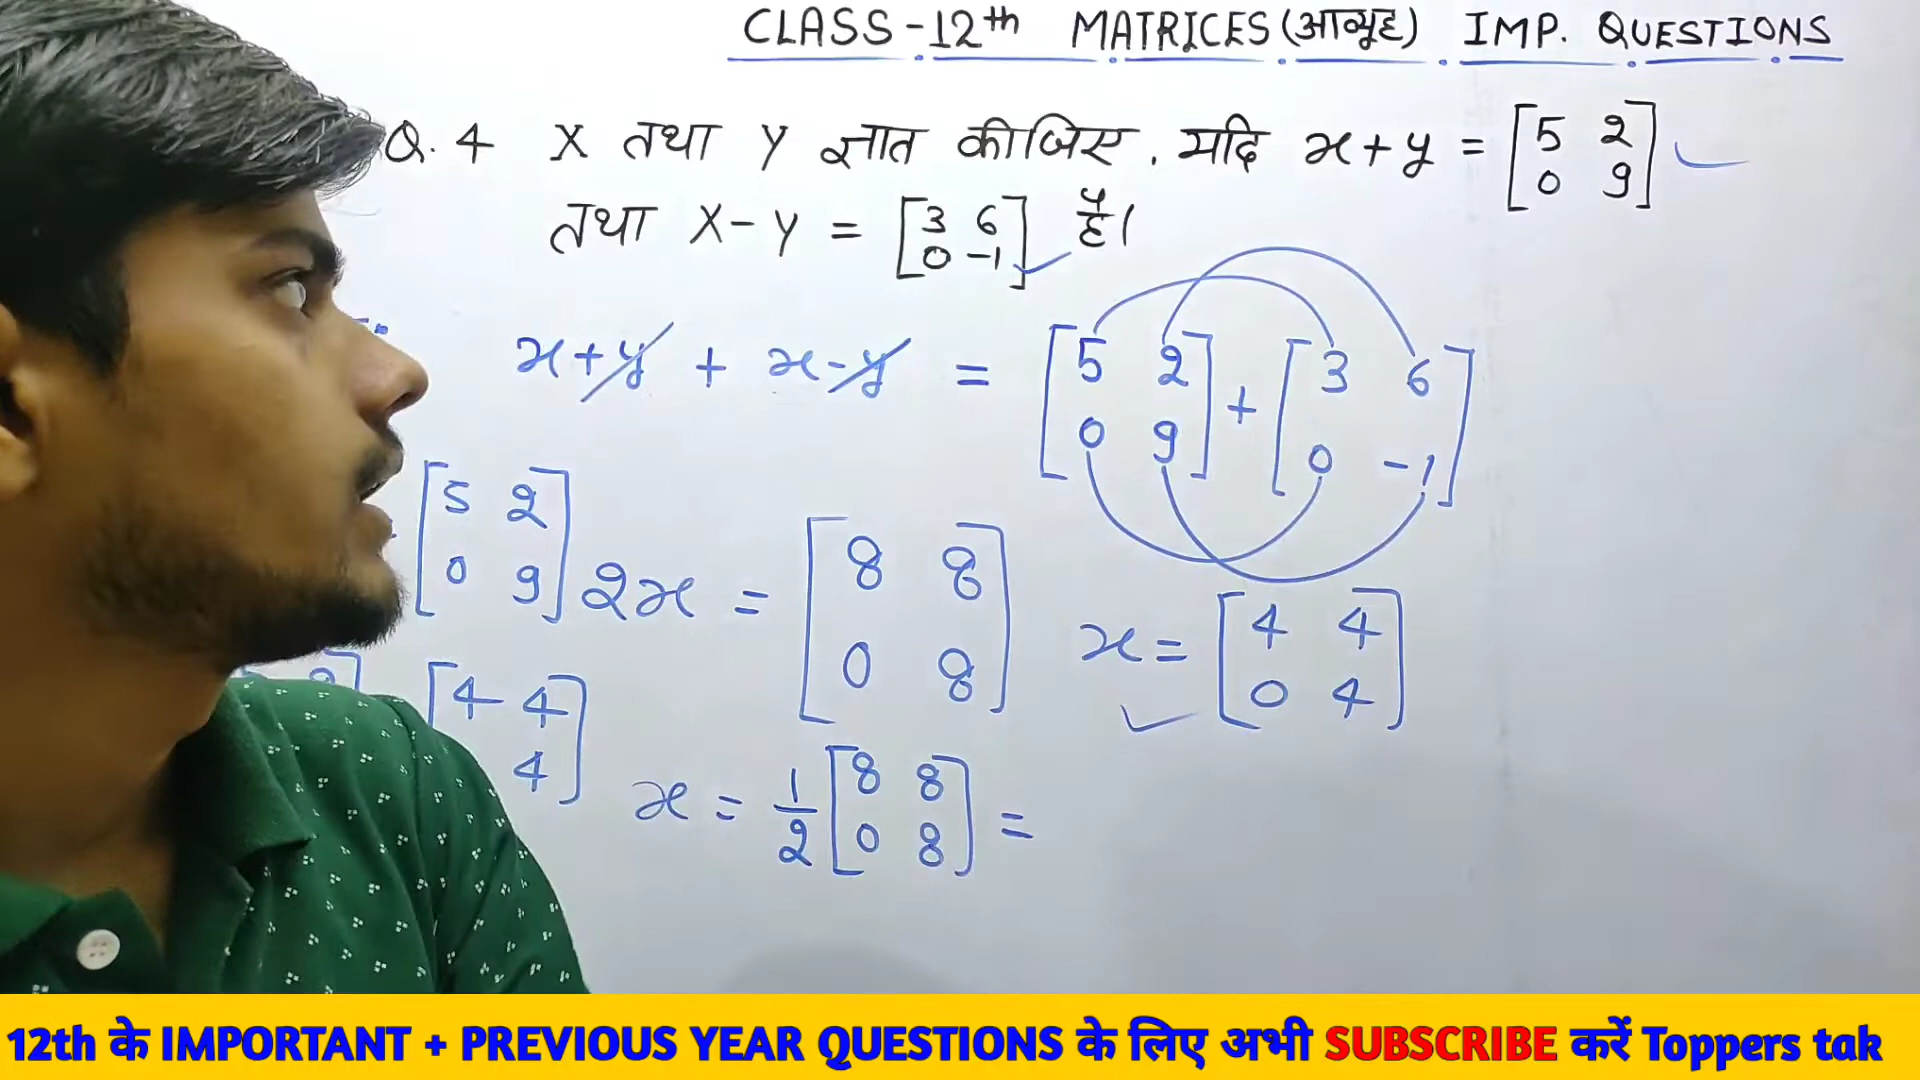 CLASS-12th MATRICES(आव्यूह) IMP. QUESTIONS
Q. 4 X तथा Y ज्ञात कीजिए. यदि x+y = [5 2
0 9]
तथा X-Y = [3 6
0 -1] है।
x+y + x-y = [5 2
0 9] + [3 6
0 -1]
[5 2
0 9]
2x = [8 8
0 8]
x = [4 4
0 4]
[4 4
4]
x = 1/2 [8 8
0 8] =
12th के IMPORTANT + PREVIOUS YEAR QUESTIONS के लिए अभी SUBSCRIBE करें Toppers tak